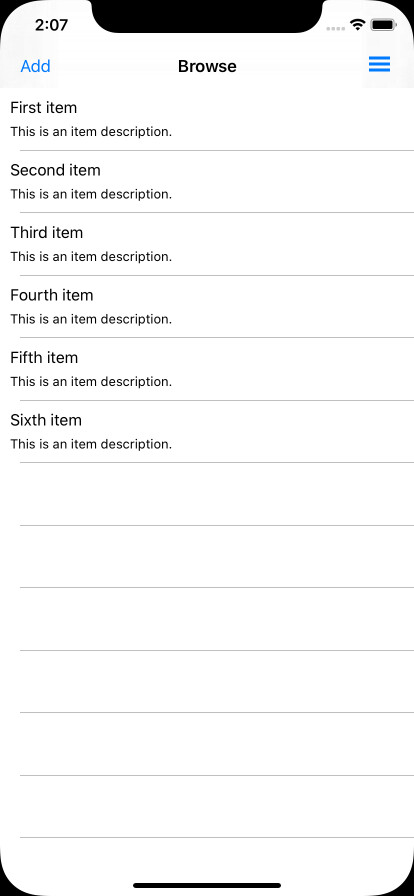 2:07
Add
Browse
First item
This is an item description.
Second item
This is an item description.
Third item
This is an item description.
Fourth item
This is an item description.
Fifth item
This is an item description.
Sixth item
This is an item description.